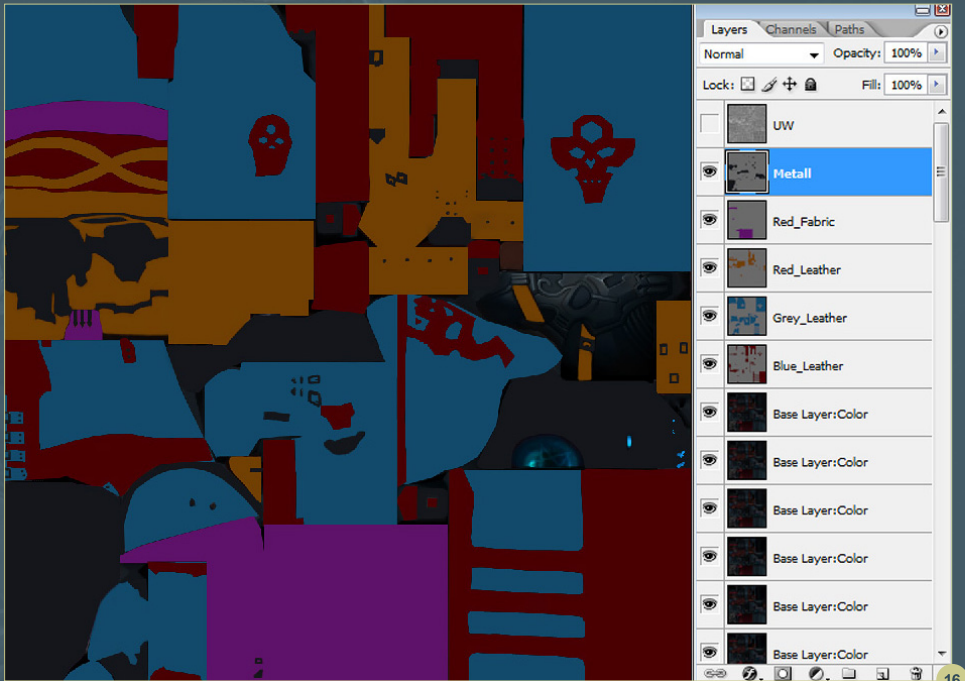 Layers Channels Paths
Normal Opacity: 100%
Lock: Fill: 100%
UW
Metall
Red_Fabric
Red_Leather
Grey_Leather
Blue_Leather
Base Layer:Color
Base Layer:Color
Base Layer:Color
Base Layer:Color
Base Layer:Color
Base Layer:Color
16